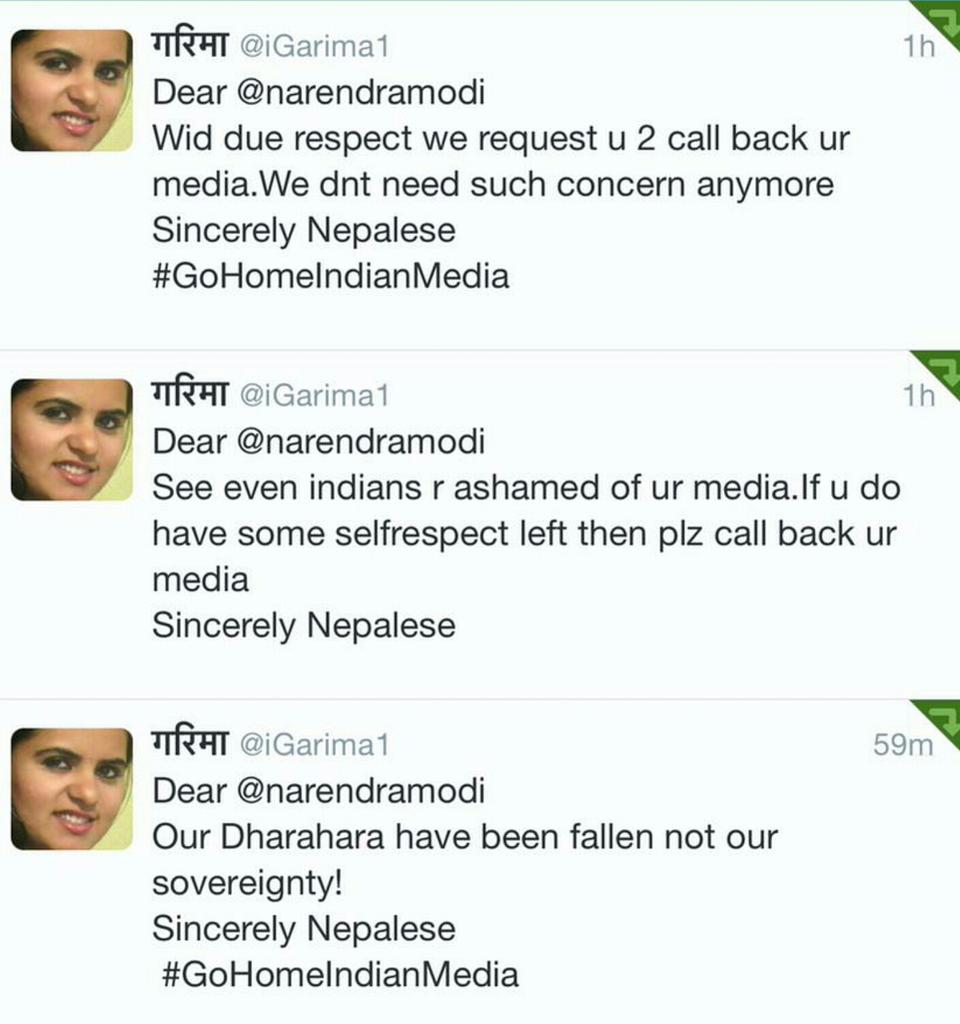 गरिमा @iGarima1 1h
Dear @narendramodi
Wid due respect we request u 2 call back ur
media.We dnt need such concern anymore
Sincerely Nepalese
#GoHomeIndianMedia
गरिमा @iGarima1 1h
Dear @narendramodi
See even indians r ashamed of ur media.If u do
have some selfrespect left then plz call back ur
media
Sincerely Nepalese
गरिमा @iGarima1 59m
Dear @narendramodi
Our Dharahara have been fallen not our
sovereignty!
Sincerely Nepalese
#GoHomeIndianMedia